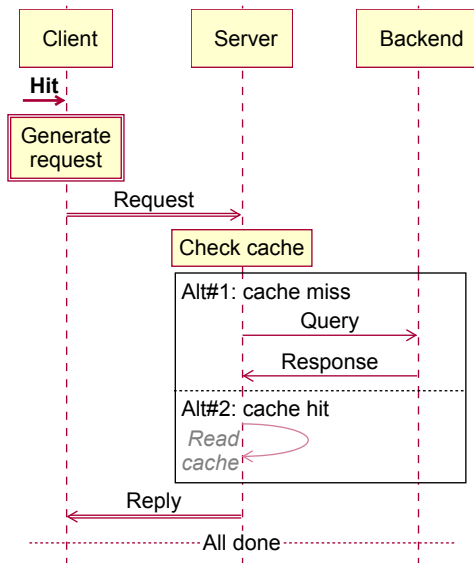 Client Server Backend
Hit
Generate
request
Request
Check cache
Alt#1: cache miss
Query
Response
Alt#2: cache hit
Read
cache
Reply
All done